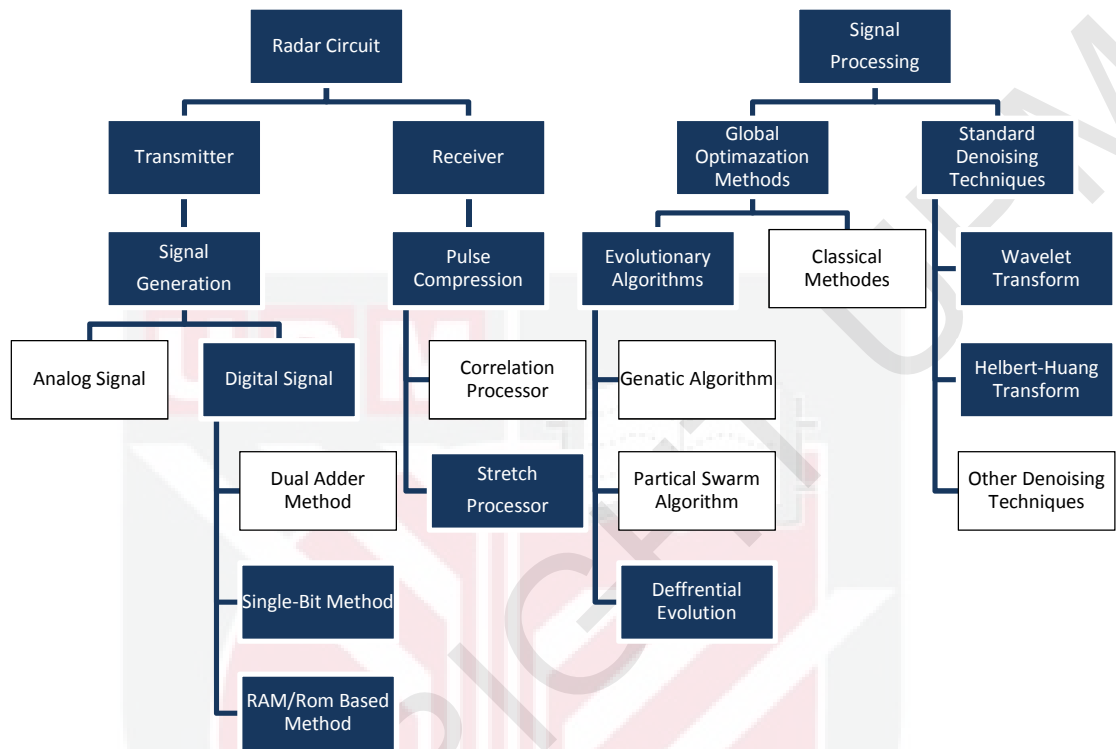 Radar Circuit
Signal
Processing
Transmitter
Receiver
Global
Optimazation
Methods
Standard
Denoising
Techniques
Signal
Generation
Pulse
Compression
Evolutionary
Algorithms
Classical
Methodes
Wavelet
Transform
Analog Signal
Digital Signal
Correlation
Processor
Genatic Algorithm
Helbert-Huang
Transform
Dual Adder
Method
Stretch
Processor
Partical Swarm
Algorithm
Other Denoising
Techniques
Single-Bit Method
Deffrential
Evolution
RAM/Rom Based
Method
UPM